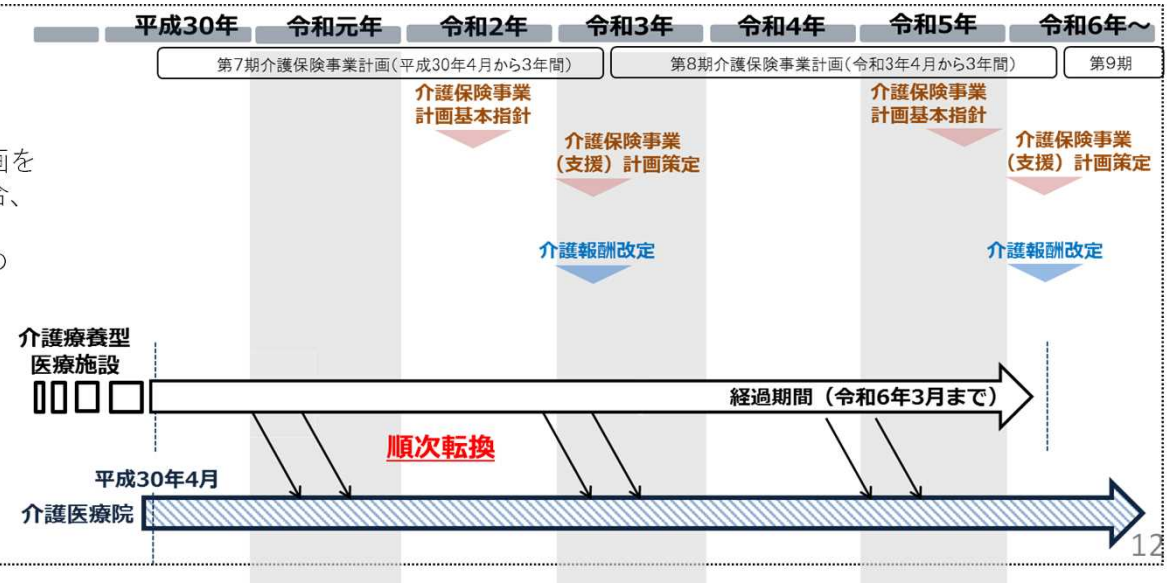 平成30年 令和元年 令和2年 令和3年 令和4年 令和5年 令和6年～
第7期介護保険事業計画(平成30年4月から3年間) 第8期介護保険事業計画(令和3年4月から3年間) 第9期
介護保険事業
計画基本指針
介護保険事業
計画基本指針
介護保険事業
（支援）計画策定
介護保険事業
（支援）計画策定
画を
、
介護報酬改定
介護報酬改定
介護療養型
医療施設
経過期間（令和6年3月まで）
順次転換
平成30年4月
介護医療院
12